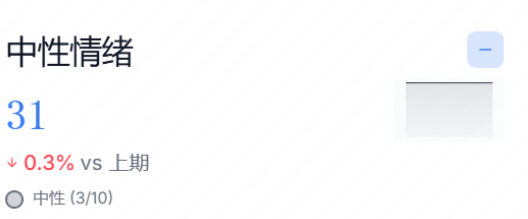 中性情绪
31
↓ 0.3% vs 上期
中性 (3/10)